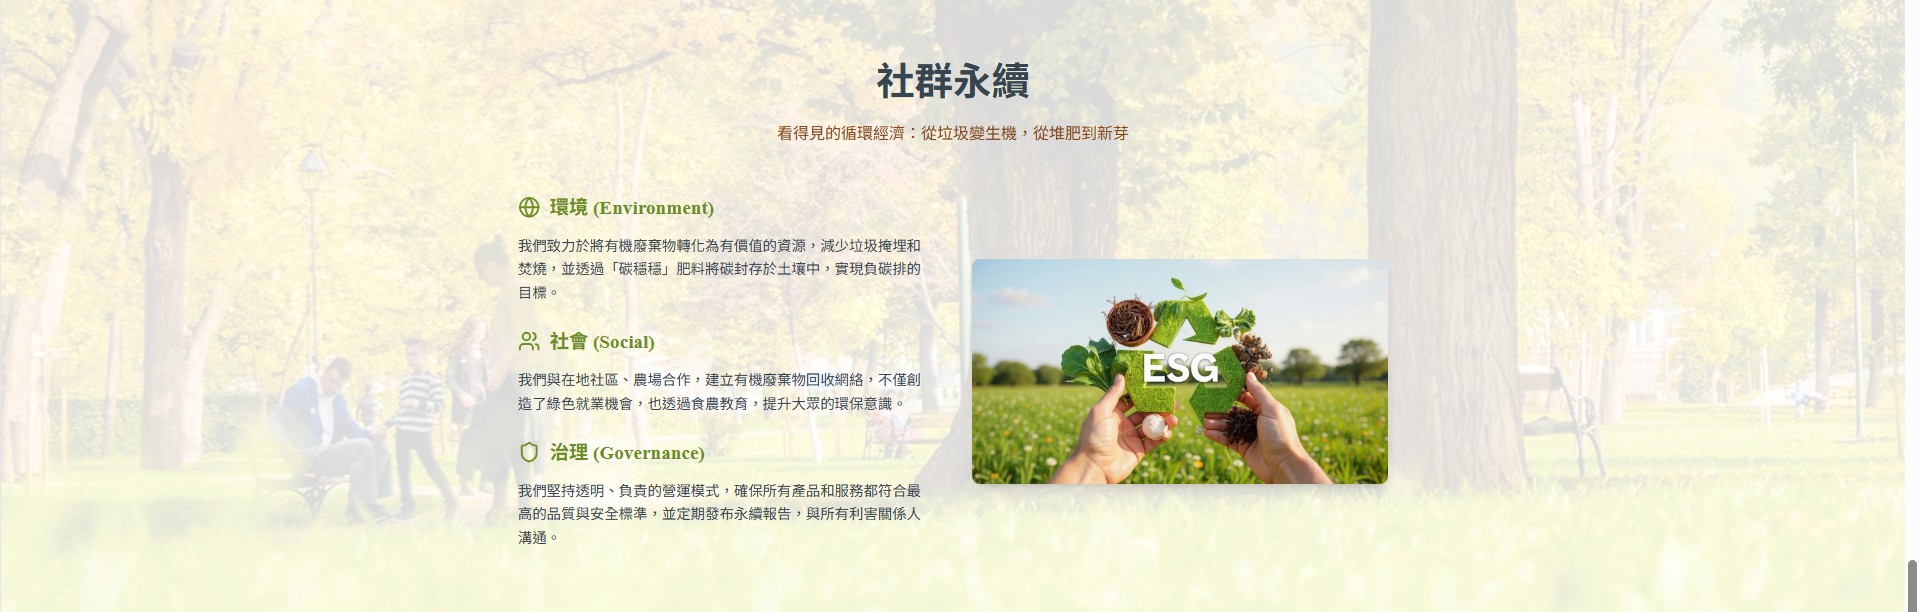 社群永續
看得見的循環經濟：從垃圾變生機，從堆肥到新芽
環境 (Environment)
我們致力於將有機廢棄物轉化為有價值的資源，減少垃圾掩埋和
焚燒，並透過「碳穩穩」肥料將碳封存於土壤中，實現負碳排的
目標。
社會 (Social)
我們與在地社區、農場合作，建立有機廢棄物回收網絡，不僅創
造了綠色就業機會，也透過食農教育，提升大眾的環保意識。
治理 (Governance)
我們堅持透明、負責的營運模式，確保所有產品和服務都符合最
高的品質與安全標準，並定期發布永續報告，與所有利害關係人
溝通。
ESG